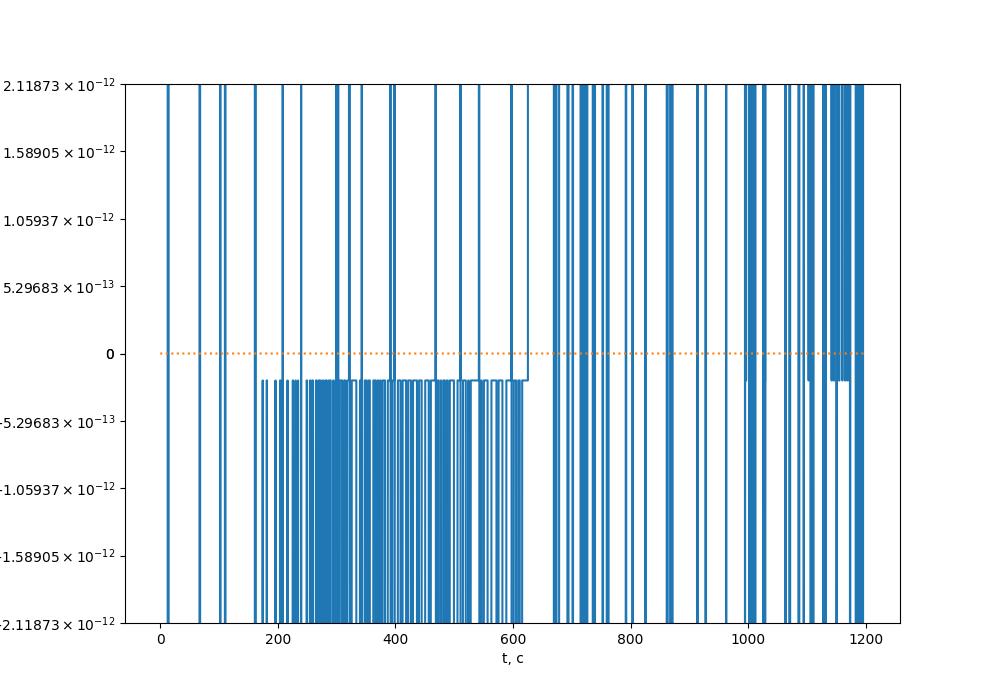 2.11873 × 10⁻¹²
1.58905 × 10⁻¹²
1.05937 × 10⁻¹²
5.29683 × 10⁻¹³
0
-5.29683 × 10⁻¹³
-1.05937 × 10⁻¹²
-1.58905 × 10⁻¹²
-2.11873 × 10⁻¹²
0 200 400 600 800 1000 1200
t, c